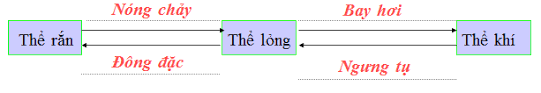 Nóng chảy
Bay hơi
Thể rắn
Thể lỏng
Thể khí
Đông đặc
Ngưng tụ